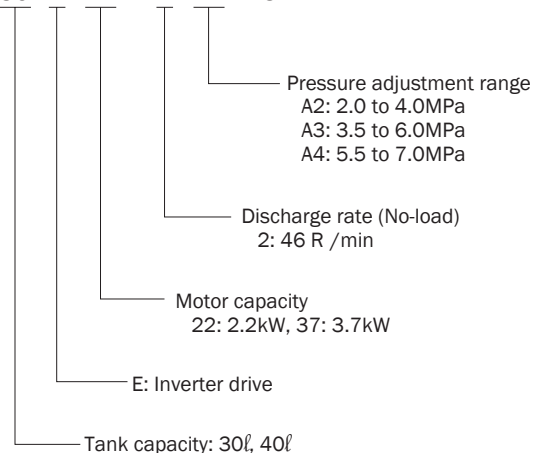 Pressure adjustment range
A2: 2.0 to 4.0MPa
A3: 3.5 to 6.0MPa
A4: 5.5 to 7.0MPa
Discharge rate (No-load)
2: 46 R /min
Motor capacity
22: 2.2kW, 37: 3.7kW
E: Inverter drive
Tank capacity: 30ℓ, 40ℓ